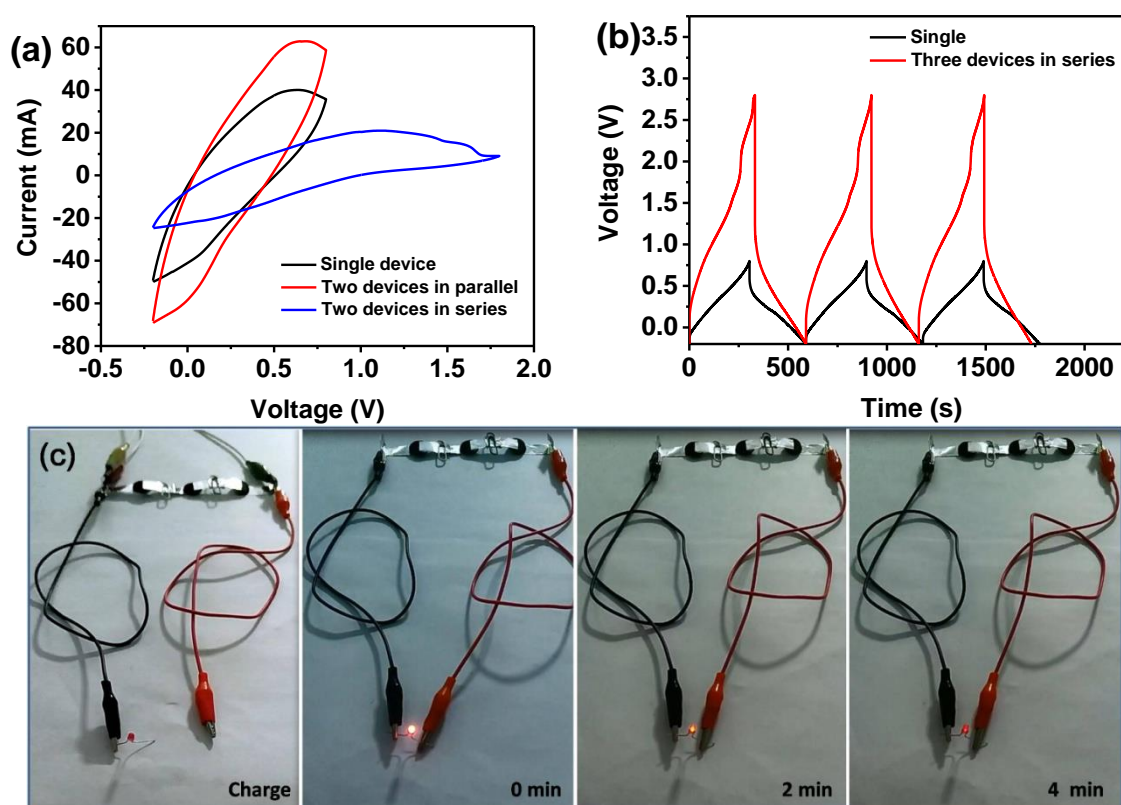 (a)
60
40
20
0
-20
-40
-60
-80
Current (mA)
Single device
Two devices in parallel
Two devices in series
-0.5
0.0
0.5
1.0
1.5
2.0
Voltage (V)
(b)
3.5
3.0
2.5
2.0
1.5
1.0
0.5
0.0
Voltage (V)
Single
Three devices in series
0
500
1000
1500
2000
Time (s)
(c)
Charge
0 min
2 min
4 min